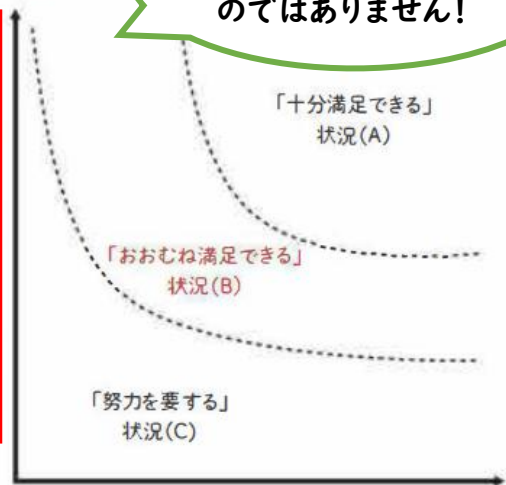 のではありません!
「十分満足できる」
状況(A)
「おおむね満足できる」
状況(B)
「努力を要する」
状況(C)